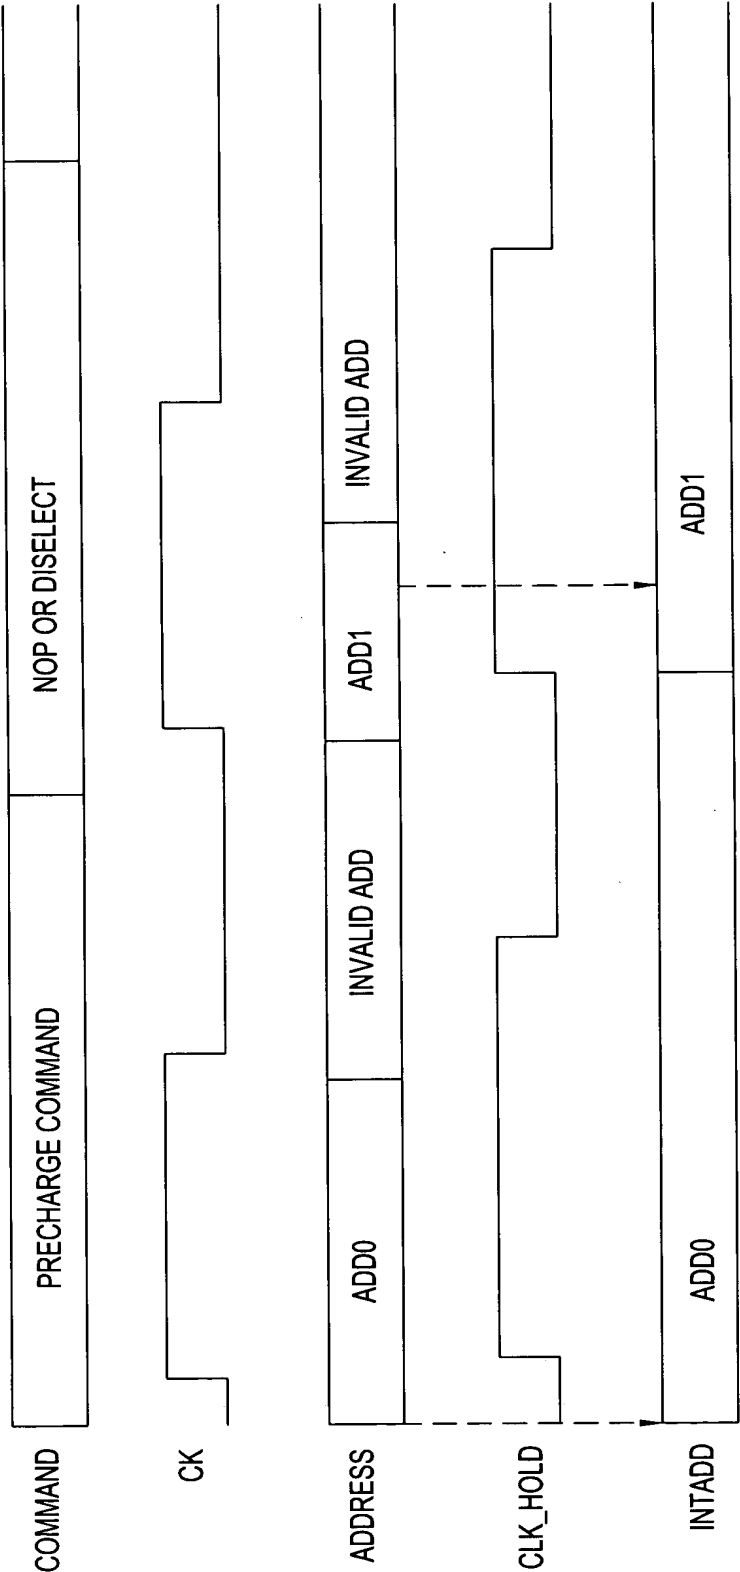 COMMAND
PRECHARGE COMMAND
NOP OR DISELECT
CK
ADDRESS
ADD0
INVALID ADD
ADD1
INVALID ADD
CLK_HOLD
INTADD
ADD0
ADD1